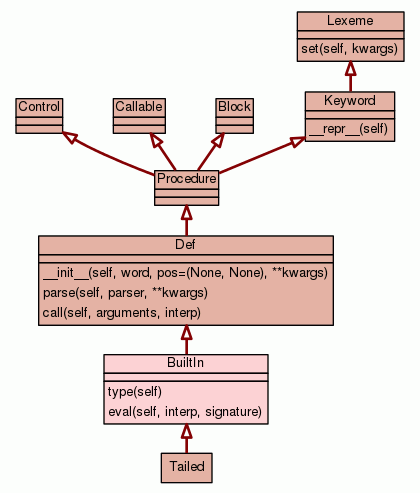 Lexeme
set(self, kwargs)
Control
Callable
Block
Keyword
__repr__(self)
Procedure
Def
__init__(self, word, pos=(None, None), **kwargs)
parse(self, parser, **kwargs)
call(self, arguments, interp)
BuiltIn
type(self)
eval(self, interp, signature)
Tailed